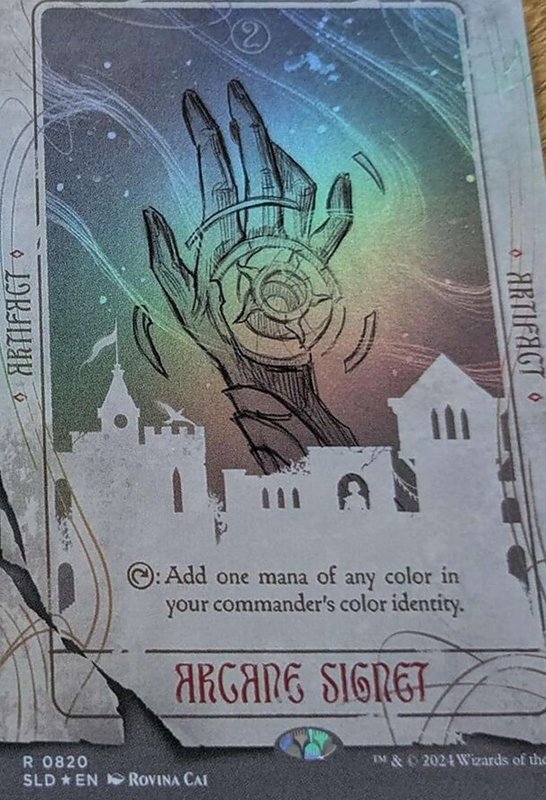 2
ARTIFACT
ARTIFACT
: Add one mana of any color in
your commander's color identity.
ARCANE SIGNET
R 0820
™ & © 2024 Wizards of the
SLD ★ EN ROVINA CAI